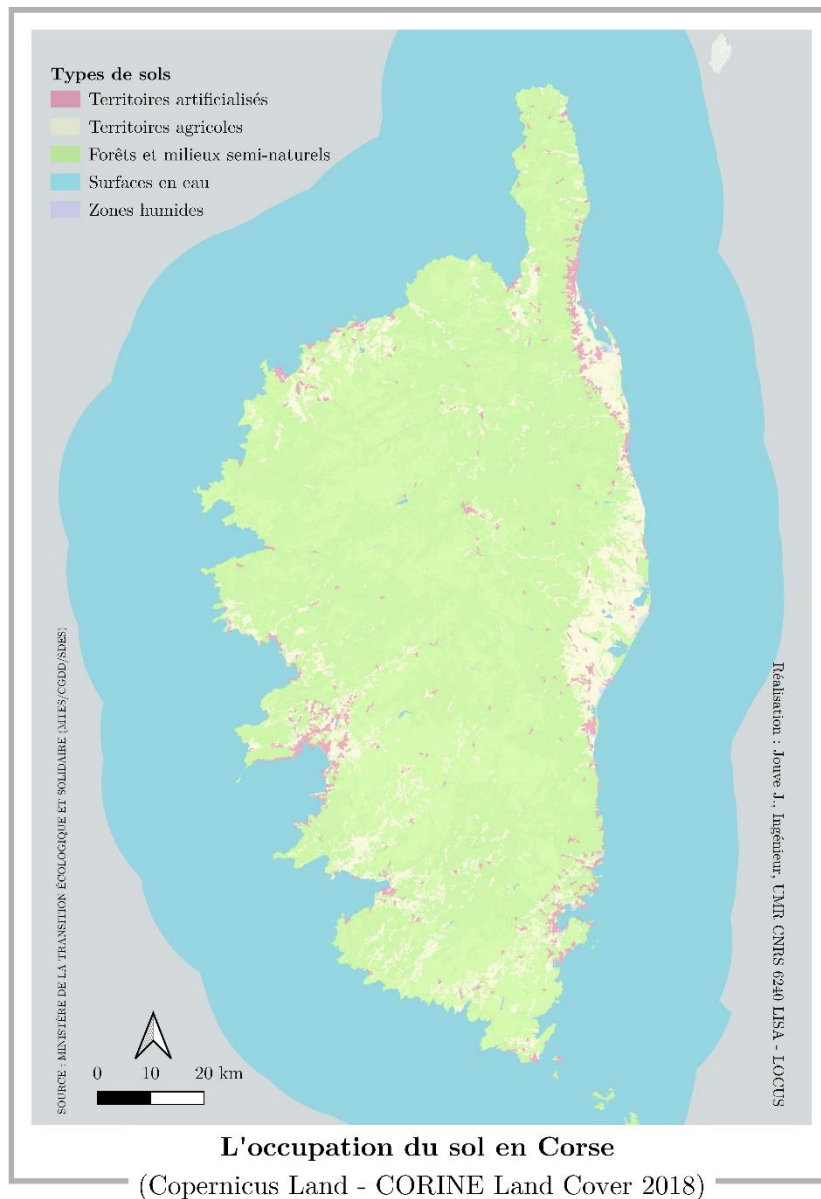 Types de sols
Territoires artificialisés
Territoires agricoles
Forêts et milieux semi-naturels
Surfaces en eau
Zones humides
SOURCE : MINISTÈRE DE LA TRANSITION ÉCOLOGIQUE ET SOLIDAIRE (MTES/CGDD/SDES)
Réalisation : Jouve J., Ingénieur, UMR CNRS 6240 LISA - LOCUS
0 10 20 km
L'occupation du sol en Corse
(Copernicus Land - CORINE Land Cover 2018)